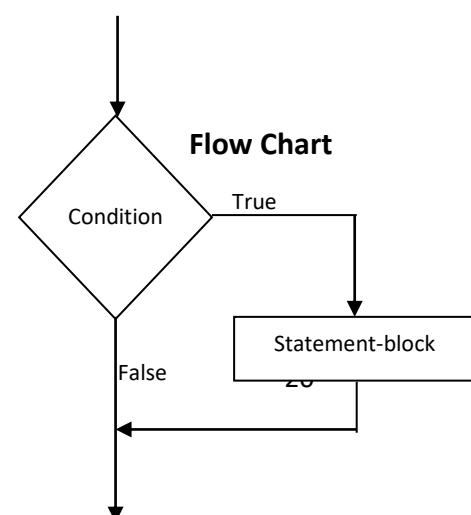 Flow Chart
True
Condition
Statement-block
False